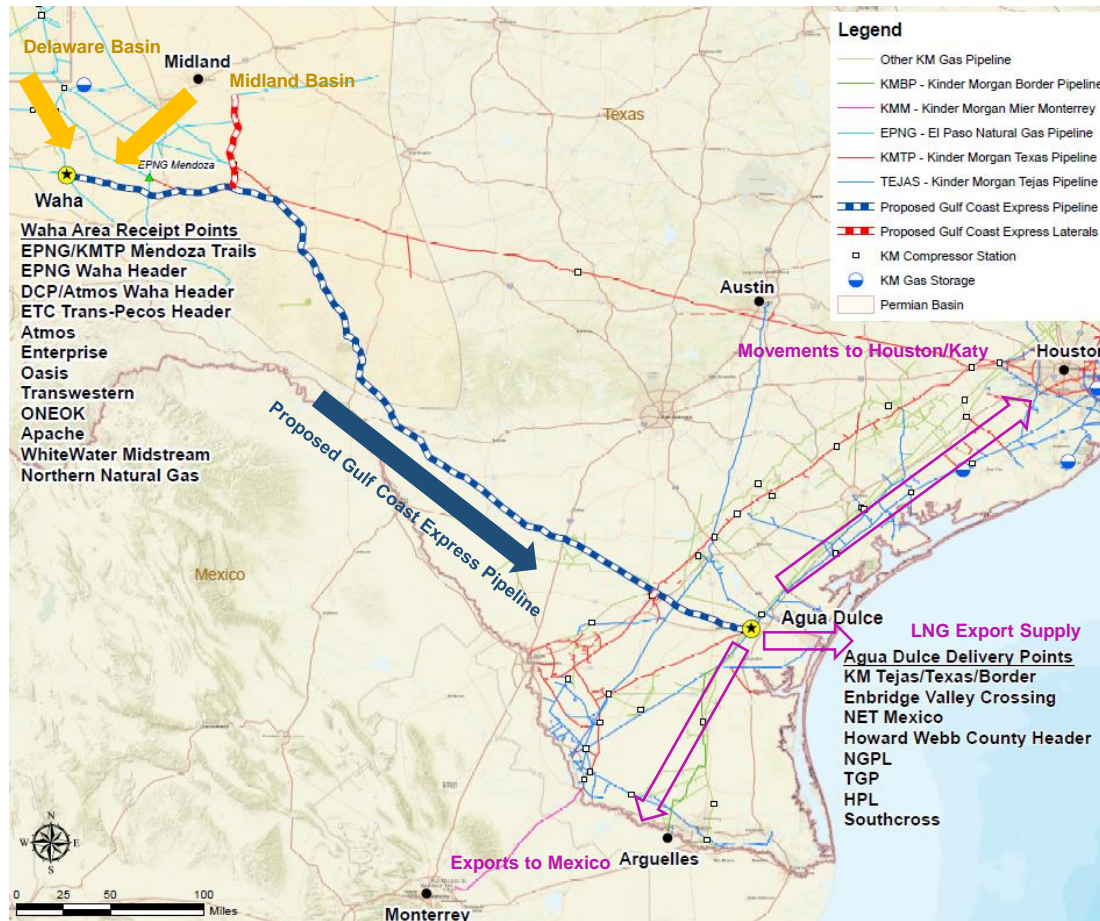 Delaware Basin
Midland
Midland Basin
Texas
EPNG Mendoza
Waha
Waha Area Receipt Points
EPNG/KMTP Mendoza Trails
EPNG Waha Header
DCP/Atmos Waha Header
ETC Trans-Pecos Header
Atmos
Enterprise
Oasis
Transwestern
ONEOK
Apache
WhiteWater Midstream
Northern Natural Gas
Legend
Other KM Gas Pipeline
KMBP - Kinder Morgan Border Pipeline
KMM - Kinder Morgan Mier Monterrey
EPNG - El Paso Natural Gas Pipeline
KMTP - Kinder Morgan Texas Pipeline
TEJAS - Kinder Morgan Tejas Pipeline
Proposed Gulf Coast Express Pipeline
Proposed Gulf Coast Express Laterals
KM Compressor Station
KM Gas Storage
Permian Basin
Austin
Movements to Houston/Katy
Houston
Proposed Gulf Coast Express Pipeline
Mexico
Agua Dulce
LNG Export Supply
Agua Dulce Delivery Points
KM Tejas/Texas/Border
Enbridge Valley Crossing
NET Mexico
Howard Webb County Header
NGPL
TGP
HPL
Southcross
Exports to Mexico
Arguelles
Monterrey
N
W E
S
0 25 50 100
Miles